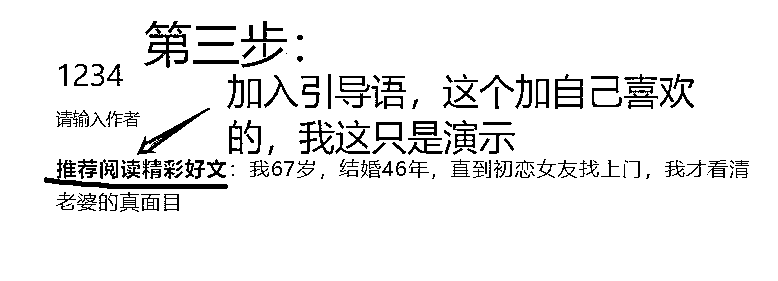 第三步：
1234
加入引导语，这个加自己喜欢
的，我这只是演示
请输入作者
推荐阅读精彩好文：我67岁，结婚46年，直到初恋女友找上门，我才看清
老婆的真面目